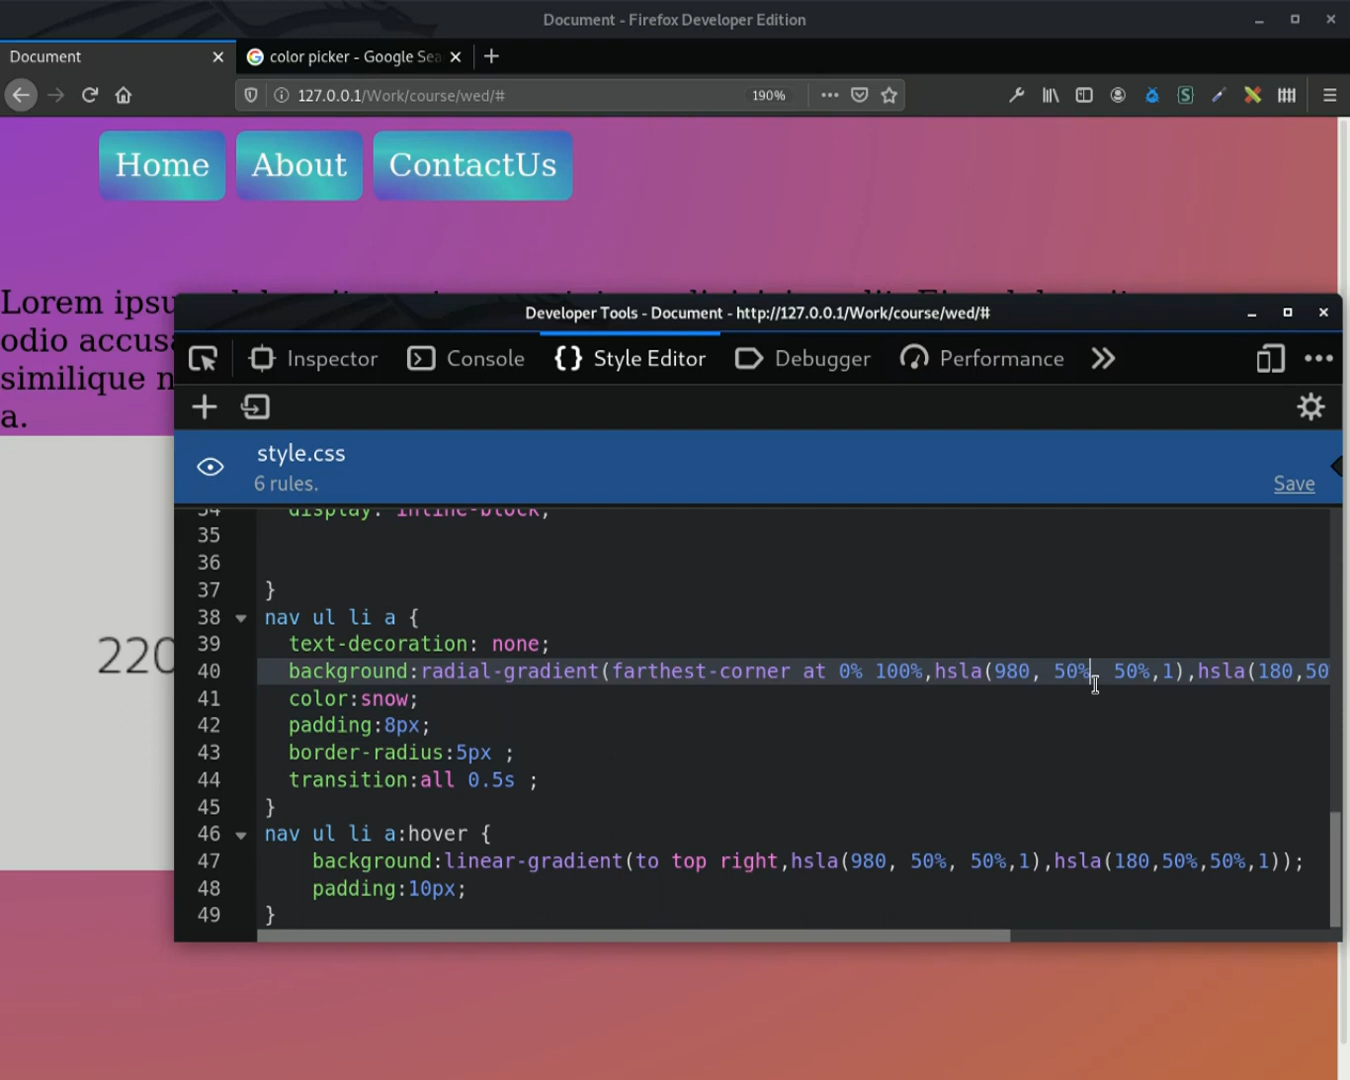 Document - Firefox Developer Edition
Document
color picker - Google Sea
127.0.0.1/Work/course/wed/#
190%
Home
About
ContactUs
Lorem ipsu
odio accusa
similique n
a.
220
Developer Tools - Document - http://127.0.0.1/Work/course/wed/#
Inspector
Console
{} Style Editor
Debugger
Performance
style.css
6 rules.
Save
34 display: inline-block;
35
36
37 }
38 nav ul li a {
39 text-decoration: none;
40 background:radial-gradient(farthest-corner at 0% 100%,hsla(980, 50%, 50%,1),hsla(180,50
41 color:snow;
42 padding:8px;
43 border-radius:5px ;
44 transition:all 0.5s ;
45 }
46 nav ul li a:hover {
47 background:linear-gradient(to top right,hsla(980, 50%, 50%,1),hsla(180,50%,50%,1));
48 padding:10px;
49 }